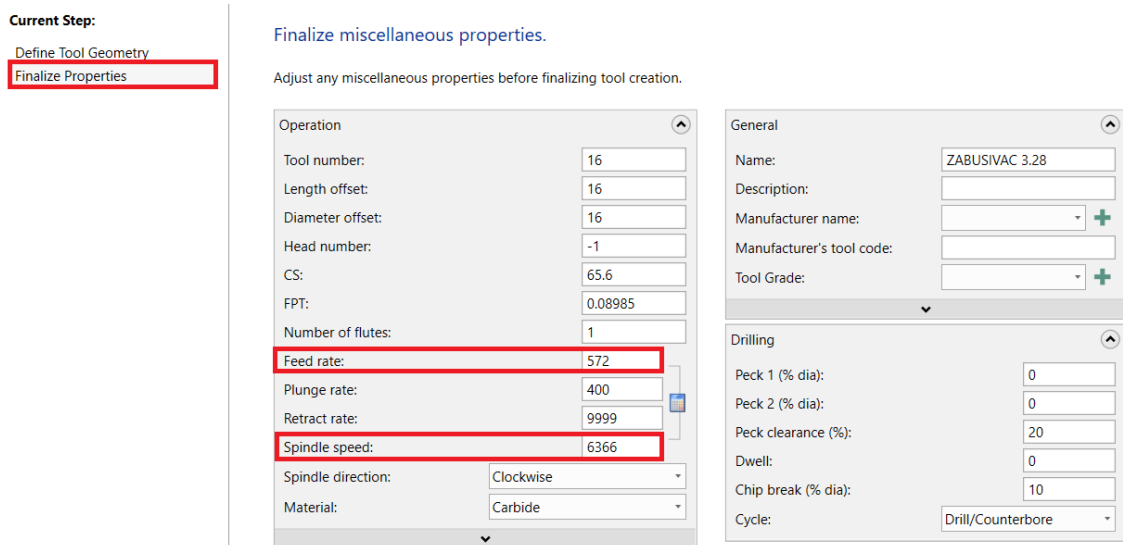 Current Step:
Define Tool Geometry
Finalize Properties
Finalize miscellaneous properties.
Adjust any miscellaneous properties before finalizing tool creation.
Operation
Tool number: 16
Length offset: 16
Diameter offset: 16
Head number: -1
CS: 65.6
FPT: 0.08985
Number of flutes: 1
Feed rate: 572
Plunge rate: 400
Retract rate: 9999
Spindle speed: 6366
Spindle direction: Clockwise
Material: Carbide
General
Name: ZABUSIVAC 3.28
Description:
Manufacturer name:
Manufacturer's tool code:
Tool Grade:
Drilling
Peck 1 (% dia): 0
Peck 2 (% dia): 0
Peck clearance (%): 20
Dwell: 0
Chip break (% dia): 10
Cycle: Drill/Counterbore